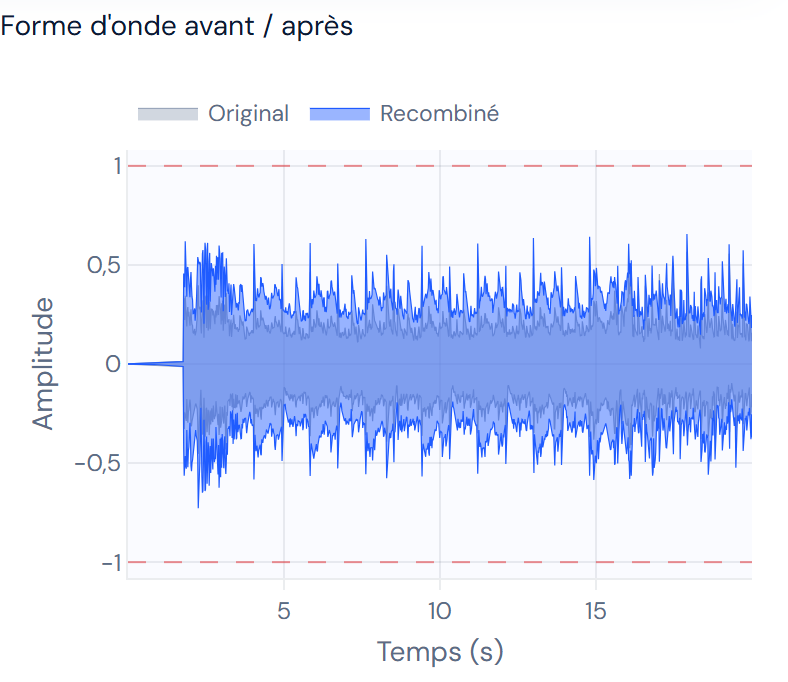 Forme d'onde avant / après
Original Recombiné
1
0,5
0
−0,5
−1
Amplitude
5 10 15
Temps (s)